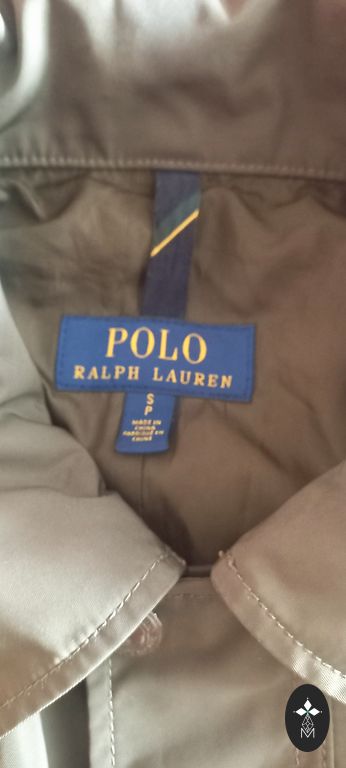 POLO
RALPH LAUREN
S
P
MADE IN
CHINA
FABRIQUÉ EN
CHINE
M